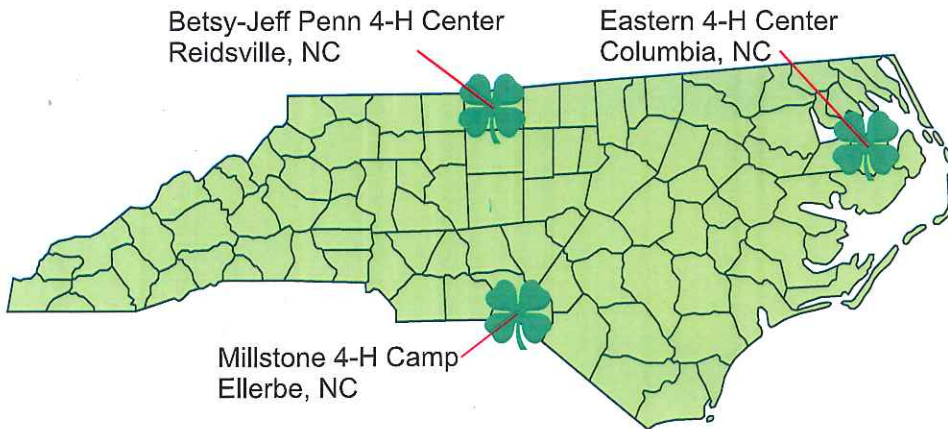 Betsy-Jeff Penn 4-H Center
Reidsville, NC
Eastern 4-H Center
Columbia, NC
Millstone 4-H Camp
Ellerbe, NC